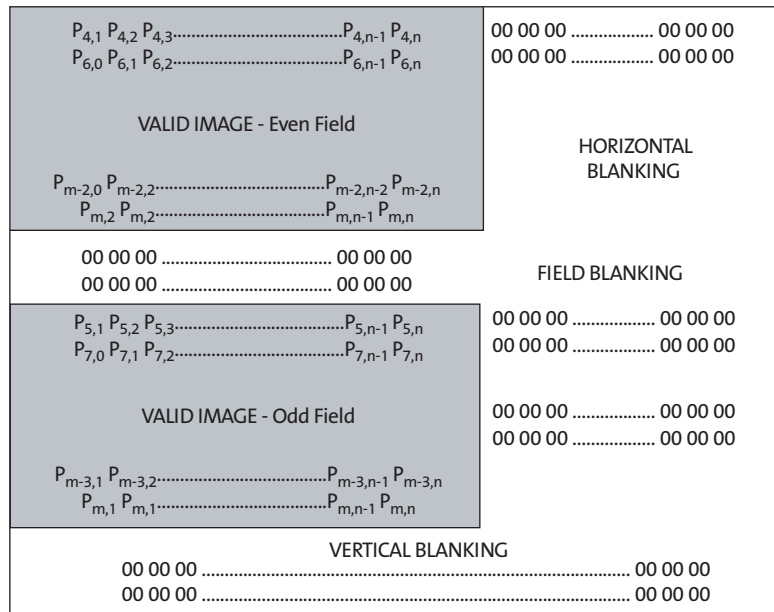 P4,1 P4,2 P4,3.....................................P4,n-1 P4,n
00 00 00 .................. 00 00 00
P6,0 P6,1 P6,2.....................................P6,n-1 P6,n
00 00 00 .................. 00 00 00
VALID IMAGE - Even Field
HORIZONTAL
BLANKING
Pm-2,0 Pm-2,2.....................................Pm-2,n-2 Pm-2,n
Pm,2 Pm,2.....................................Pm,n-1 Pm,n
00 00 00 ..................................... 00 00 00
00 00 00 ..................................... 00 00 00
FIELD BLANKING
P5,1 P5,2 P5,3.....................................P5,n-1 P5,n
00 00 00 .................. 00 00 00
P7,0 P7,1 P7,2.....................................P7,n-1 P7,n
00 00 00 .................. 00 00 00
VALID IMAGE - Odd Field
00 00 00 .................. 00 00 00
00 00 00 .................. 00 00 00
Pm-3,1 Pm-3,2.....................................Pm-3,n-1 Pm-3,n
Pm,1 Pm,1.....................................Pm,n-1 Pm,n
VERTICAL BLANKING
00 00 00 ............................................................................................. 00 00 00
00 00 00 ............................................................................................. 00 00 00